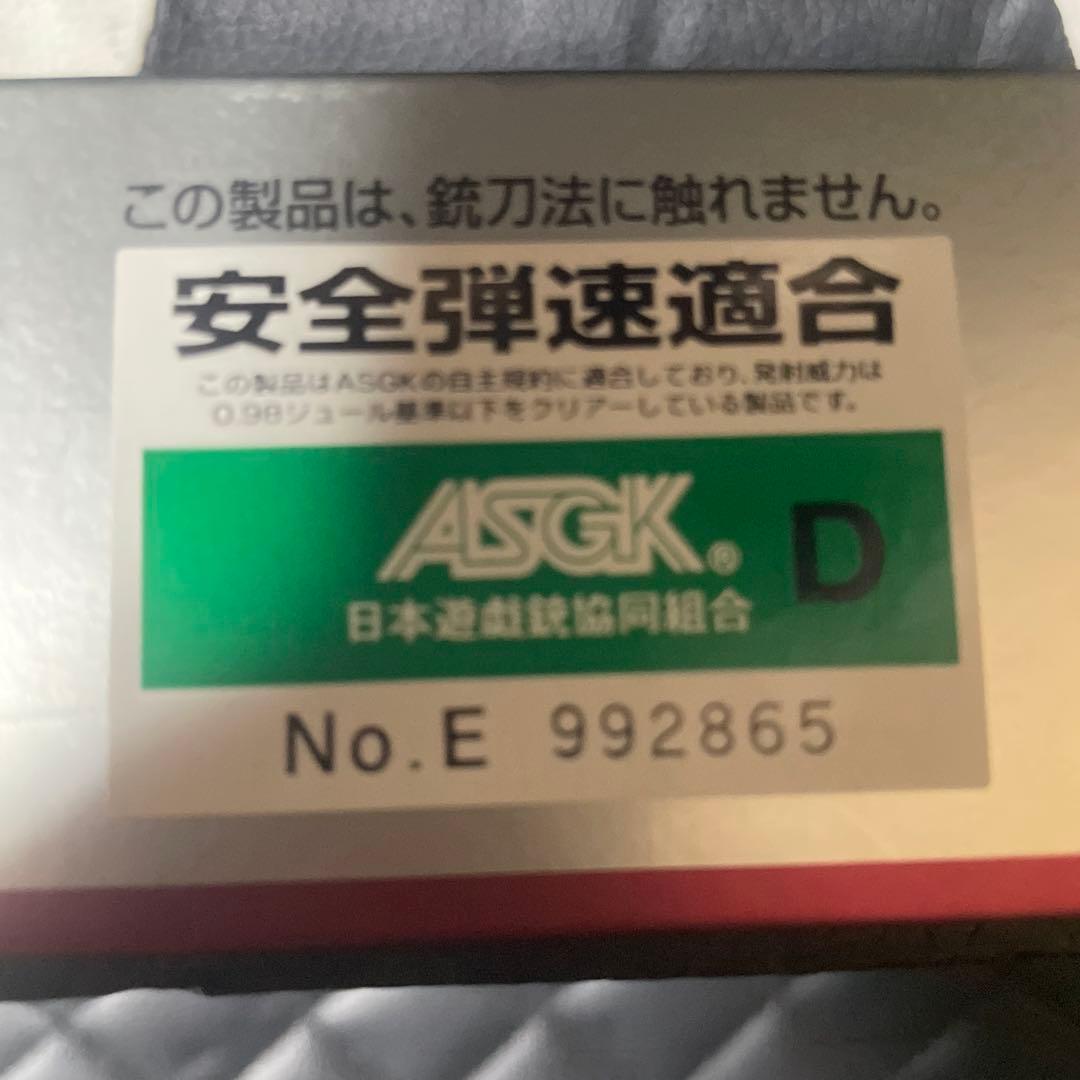 この製品は、銃刀法に触れません。
安全弾速適合
この製品はASGKの自主規約に適合しており、発射威力は
0.98ジュール基準以下をクリアーしている製品です。
ASGK® D
日本遊戯銃協同組合
No.E 992865